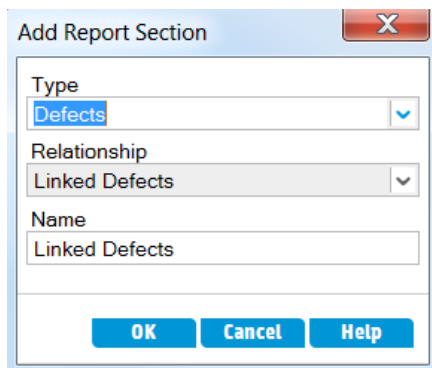 Add Report Section
Type
Defects
Relationship
Linked Defects
Name
Linked Defects
OK Cancel Help